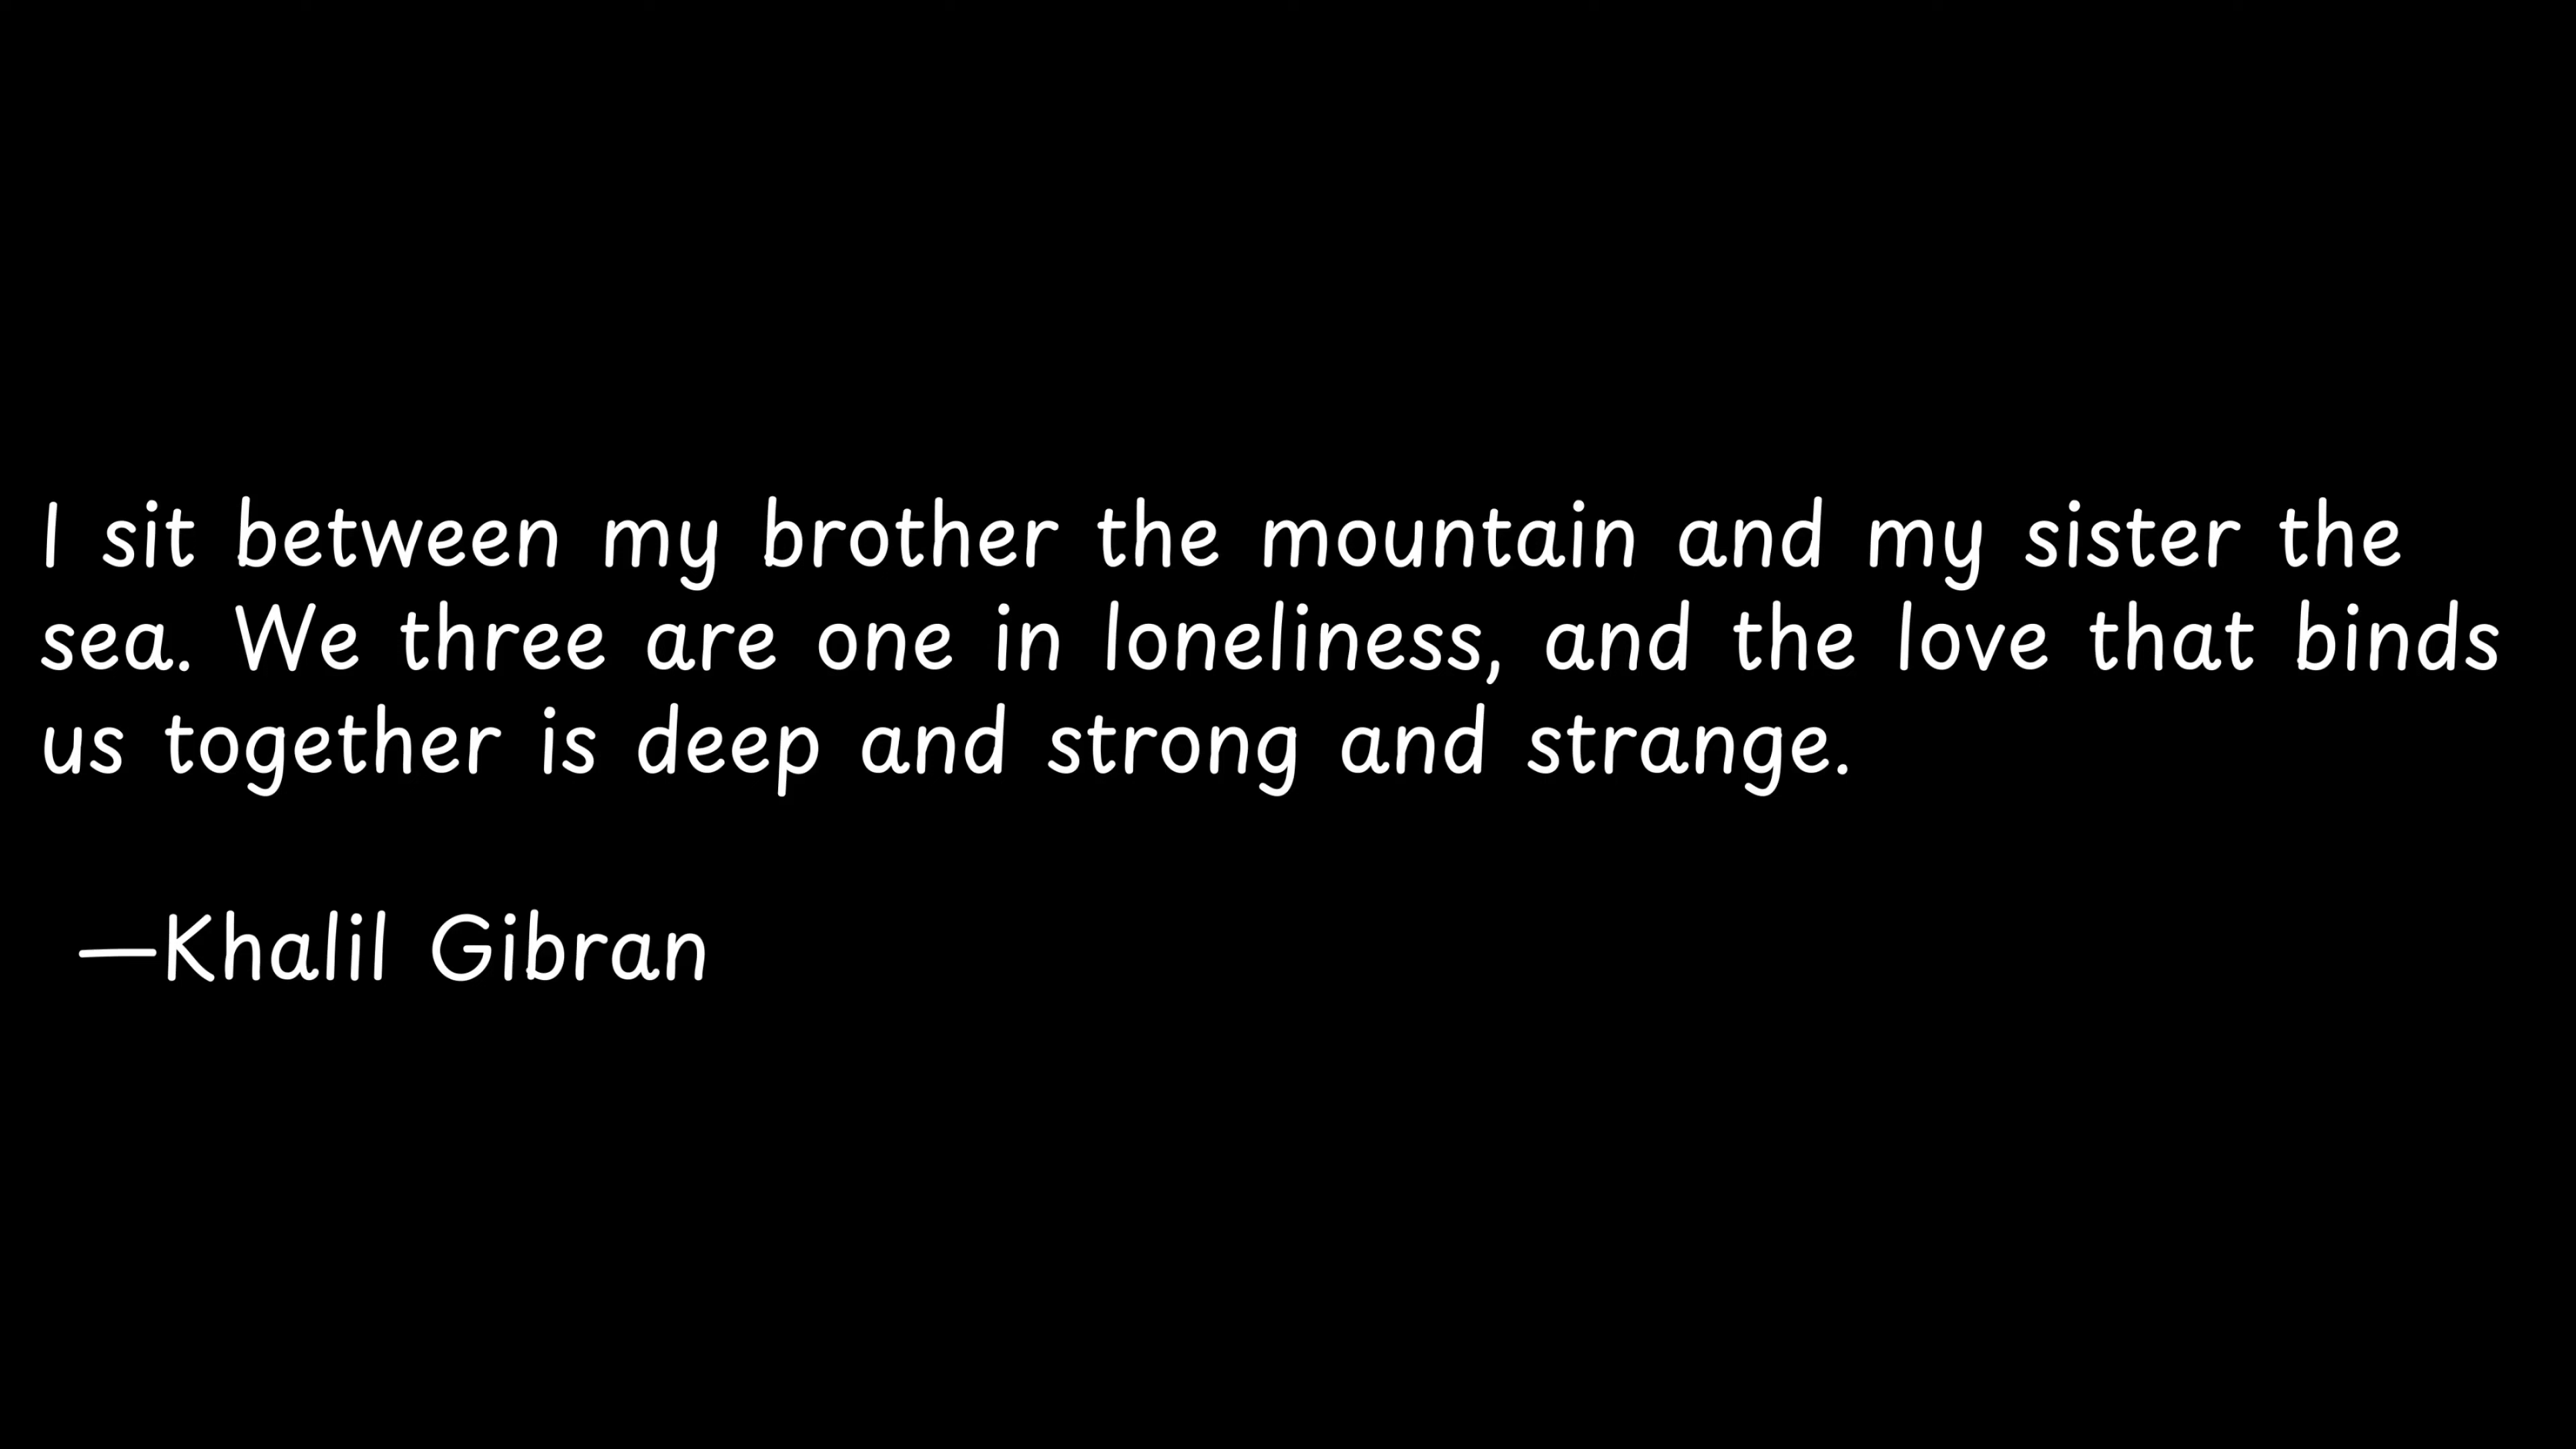 I sit between my brother the mountain and my sister the
sea. We three are one in loneliness, and the love that binds
us together is deep and strong and strange.
—Khalil Gibran